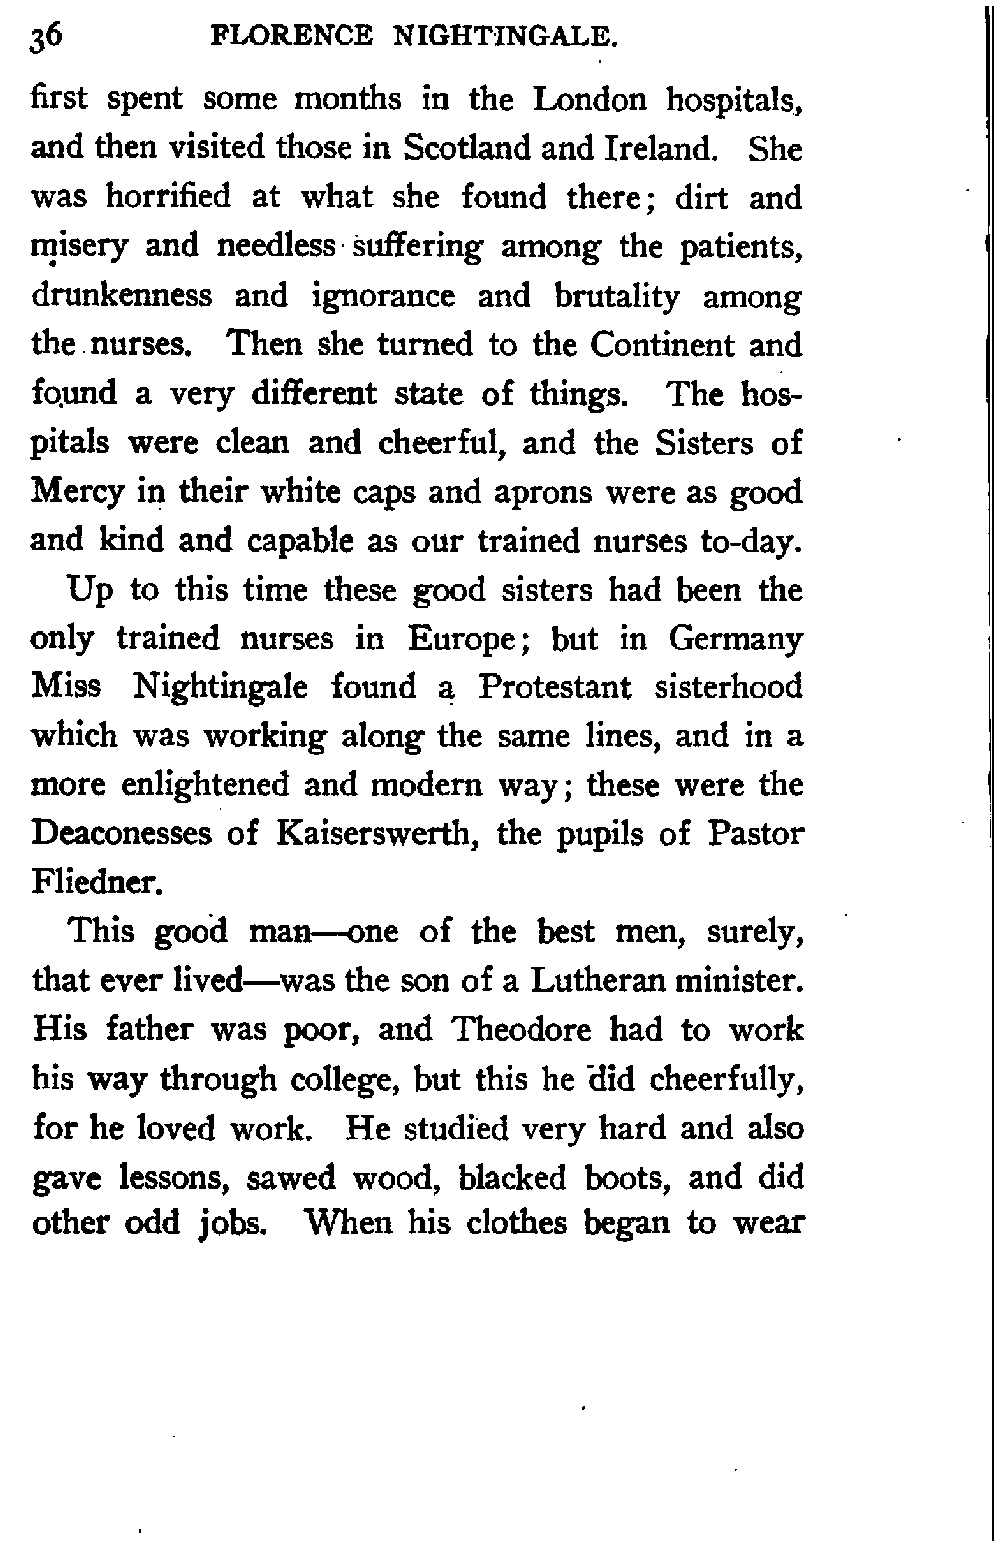 36 FLORENCE NIGHTINGALE.
first spent some months in the London hospitals,
and then visited those in Scotland and Ireland. She
was horrified at what she found there; dirt and
misery and needless suffering among the patients,
drunkenness and ignorance and brutality among
the nurses. Then she turned to the Continent and
found a very different state of things. The hos-
pitals were clean and cheerful, and the Sisters of
Mercy in their white caps and aprons were as good
and kind and capable as our trained nurses to-day.
Up to this time these good sisters had been the
only trained nurses in Europe; but in Germany
Miss Nightingale found a Protestant sisterhood
which was working along the same lines, and in a
more enlightened and modern way; these were the
Deaconesses of Kaiserswerth, the pupils of Pastor
Fliedner.
This good man—one of the best men, surely,
that ever lived—was the son of a Lutheran minister.
His father was poor, and Theodore had to work
his way through college, but this he did cheerfully,
for he loved work. He studied very hard and also
gave lessons, sawed wood, blacked boots, and did
other odd jobs. When his clothes began to wear